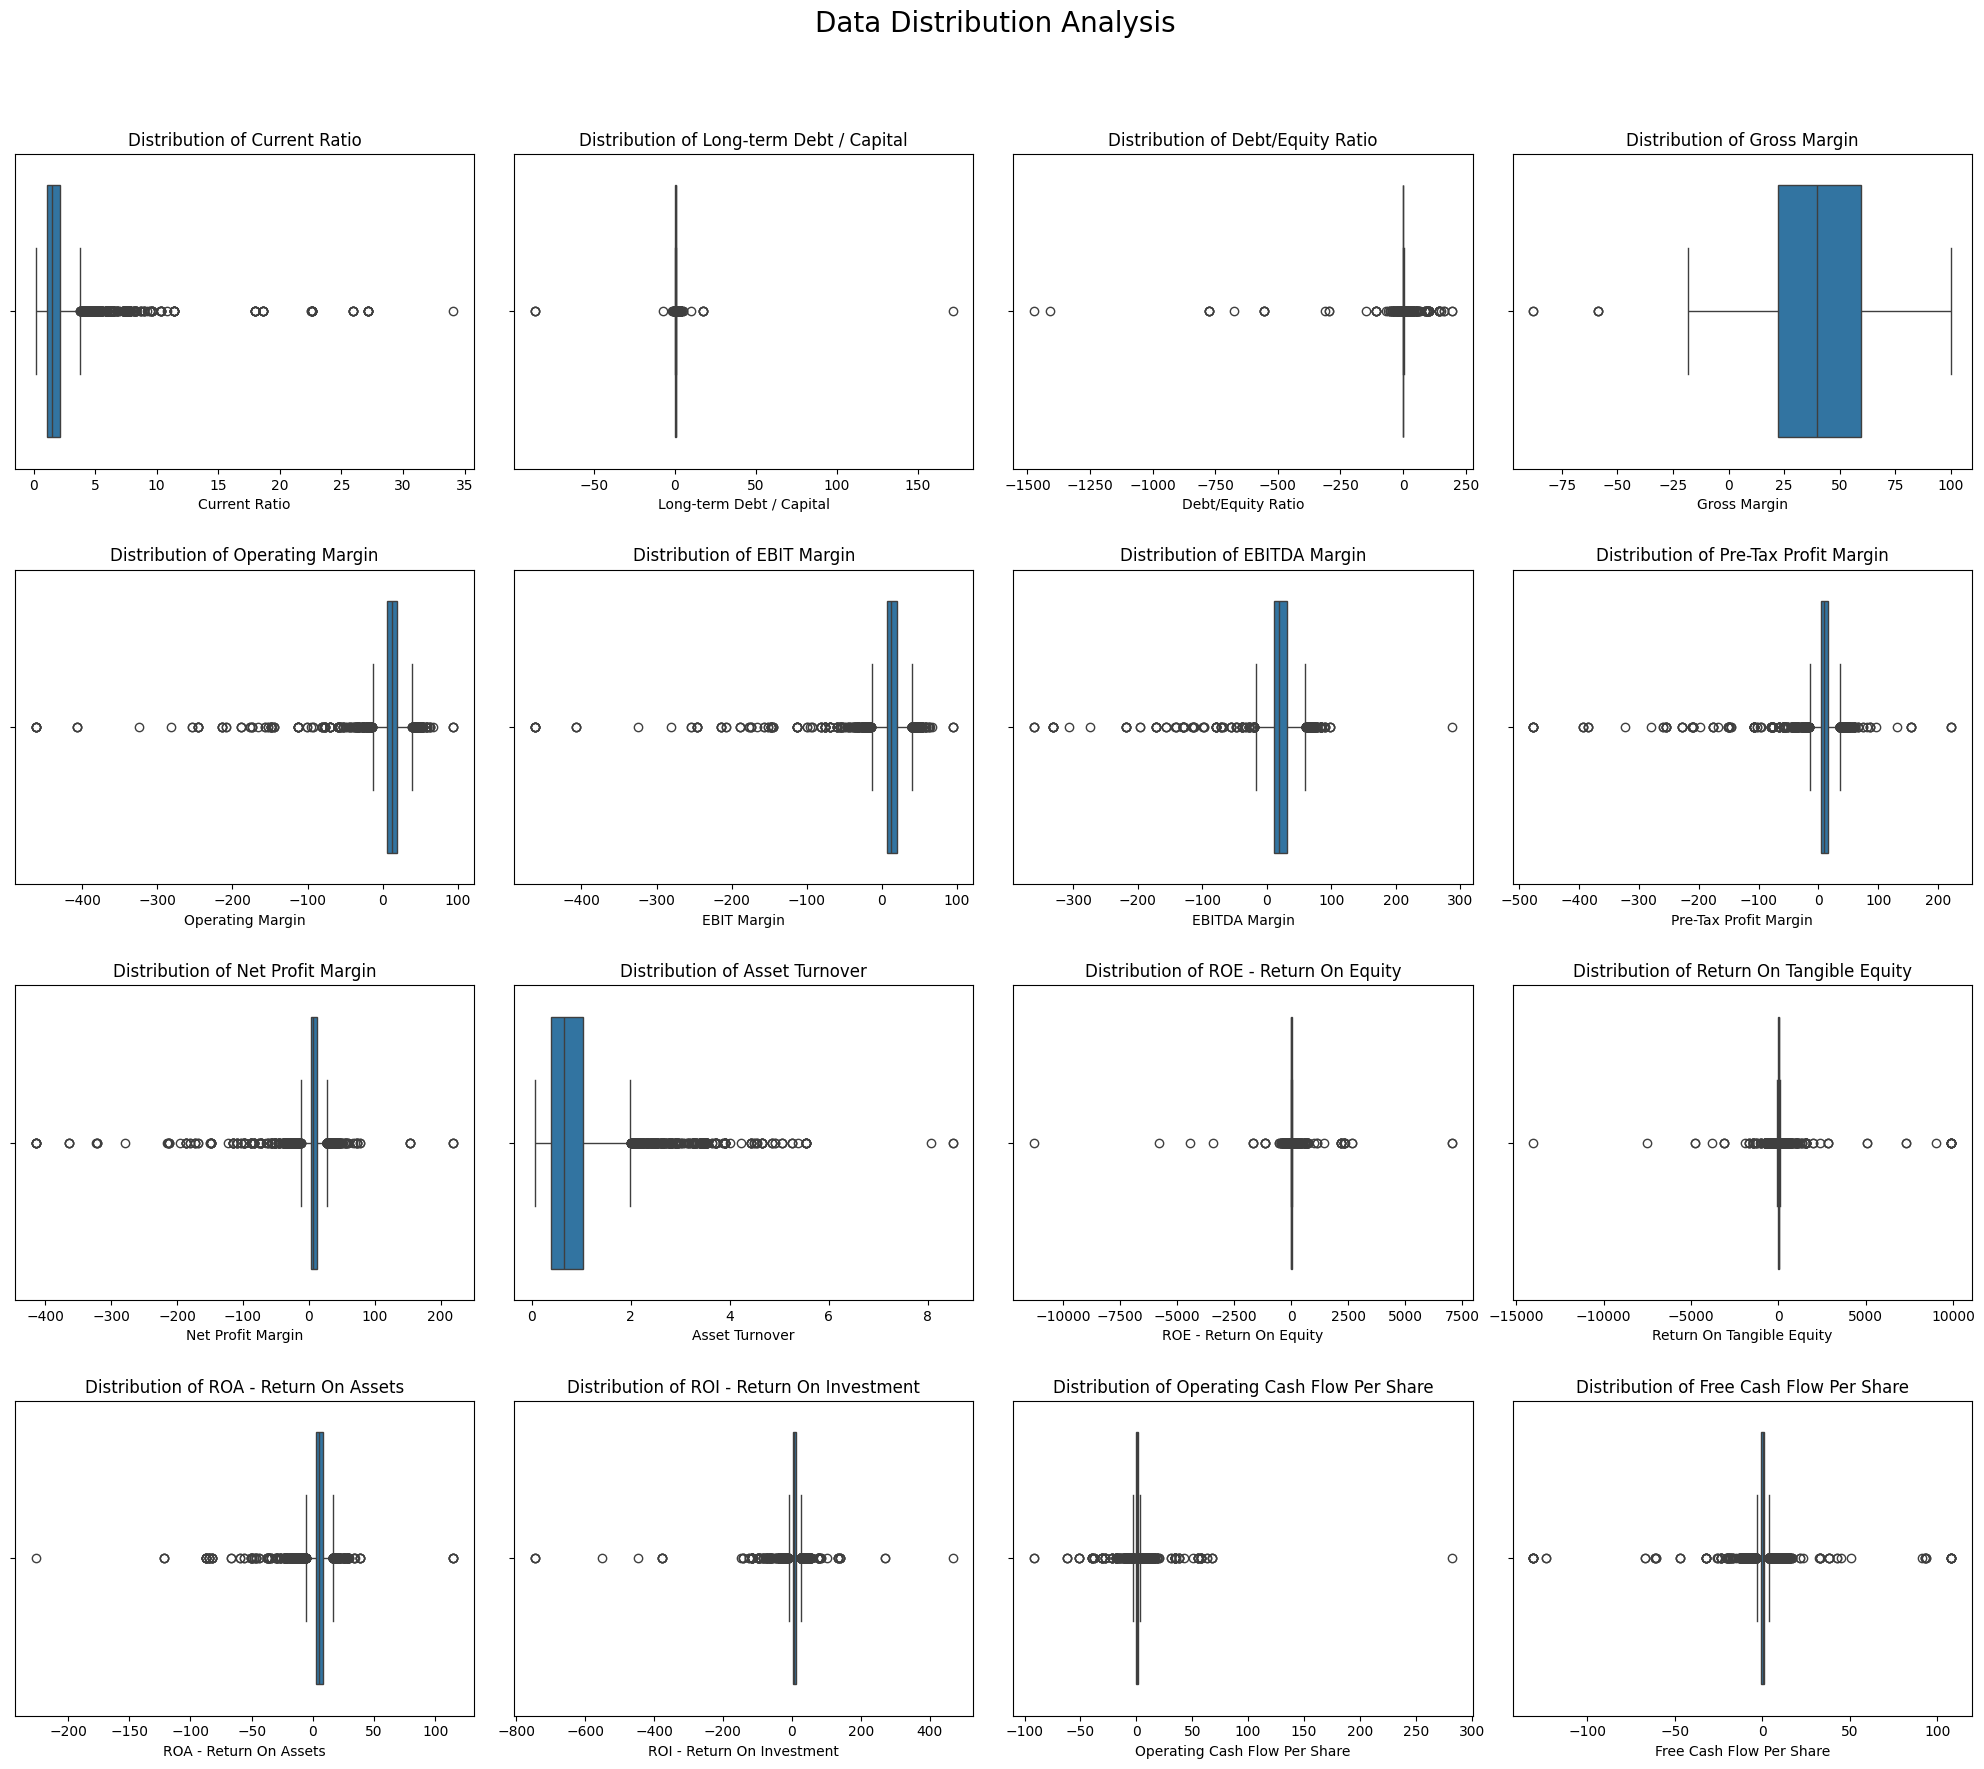 Data Distribution Analysis
Distribution of Current Ratio
0 5 10 15 20 25 30 35
Current Ratio
Distribution of Long-term Debt / Capital
−50 0 50 100 150
Long-term Debt / Capital
Distribution of Debt/Equity Ratio
−1500 −1250 −1000 −750 −500 −250 0 250
Debt/Equity Ratio
Distribution of Gross Margin
−75 −50 −25 0 25 50 75 100
Gross Margin
Distribution of Operating Margin
−400 −300 −200 −100 0 100
Operating Margin
Distribution of EBIT Margin
−400 −300 −200 −100 0 100
EBIT Margin
Distribution of EBITDA Margin
−300 −200 −100 0 100 200 300
EBITDA Margin
Distribution of Pre-Tax Profit Margin
−500 −400 −300 −200 −100 0 100 200
Pre-Tax Profit Margin
Distribution of Net Profit Margin
−400 −300 −200 −100 0 100 200
Net Profit Margin
Distribution of Asset Turnover
0 2 4 6 8
Asset Turnover
Distribution of ROE - Return On Equity
−10000 −7500 −5000 −2500 0 2500 5000 7500
ROE - Return On Equity
Distribution of Return On Tangible Equity
−15000 −10000 −5000 0 5000 10000
Return On Tangible Equity
Distribution of ROA - Return On Assets
−200 −150 −100 −50 0 50 100
ROA - Return On Assets
Distribution of ROI - Return On Investment
−800 −600 −400 −200 0 200 400
ROI - Return On Investment
Distribution of Operating Cash Flow Per Share
−100 −50 0 50 100 150 200 250 300
Operating Cash Flow Per Share
Distribution of Free Cash Flow Per Share
−100 −50 0 50 100
Free Cash Flow Per Share